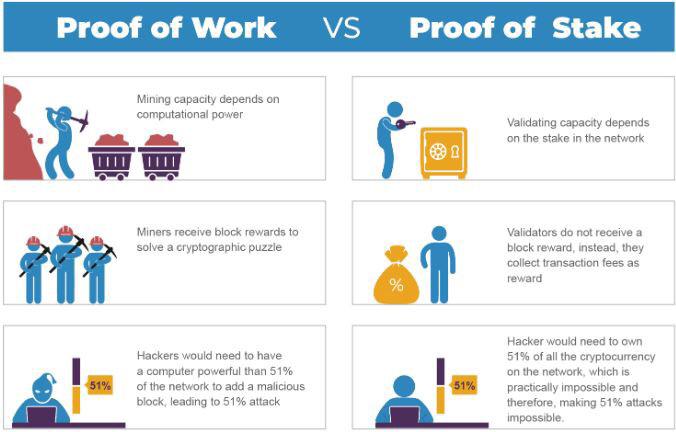 Proof of Work VS Proof of Stake
Mining capacity depends on
computational power
Validating capacity depends
on the stake in the network
Miners receive block rewards to
solve a cryptographic puzzle
%
Validators do not receive a
block reward, instead, they
collect transaction fees as
reward
51%
Hackers would need to have
a computer powerful than 51%
of the network to add a malicious
block, leading to 51% attack
51%
Hacker would need to own
51% of all the cryptocurrency
on the network, which is
practically impossible and
therefore, making 51% attacks
impossible.